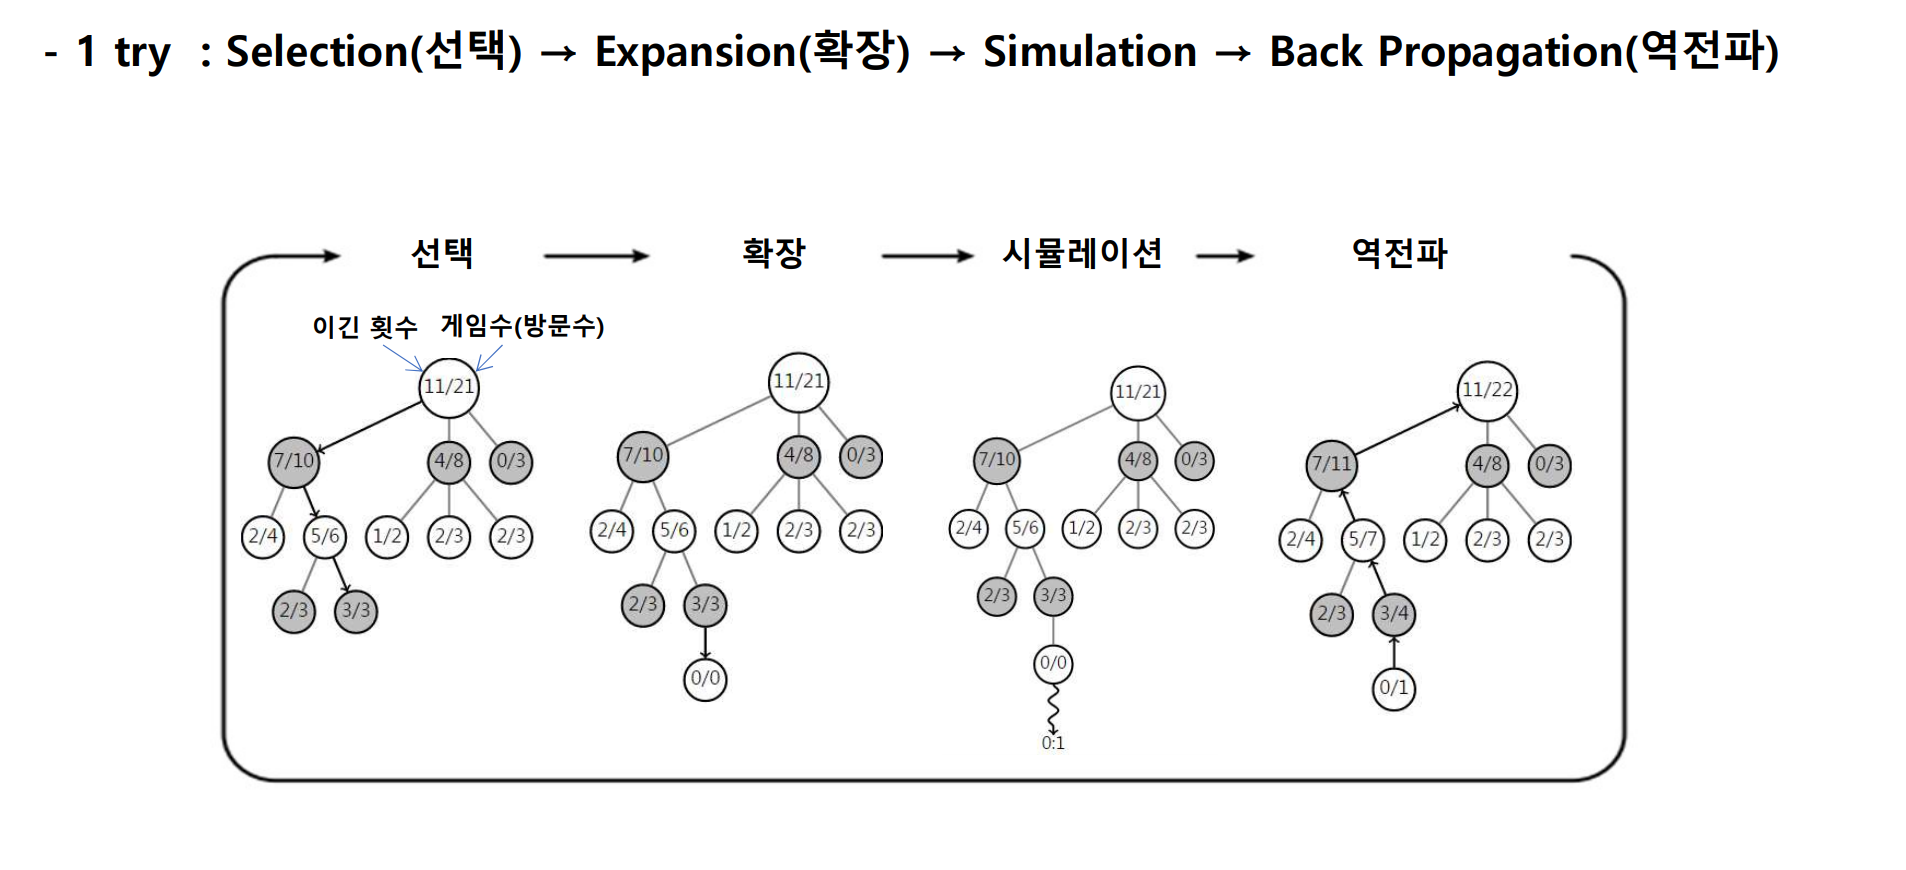 - 1 try : Selection(선택) → Expansion(확장) → Simulation → Back Propagation(역전파)
선택 확장 시뮬레이션 역전파
이긴 횟수 게임수(방문수)
11/21
7/10 4/8 0/3
2/4 5/6 1/2 2/3 2/3
2/3 3/3
11/21
7/10 4/8 0/3
2/4 5/6 1/2 2/3 2/3
2/3 3/3
0/0
11/21
7/10 4/8 0/3
2/4 5/6 1/2 2/3 2/3
2/3 3/3
0/0
0:1
11/22
7/11 4/8 0/3
2/4 5/7 1/2 2/3 2/3
2/3 3/4
0/1